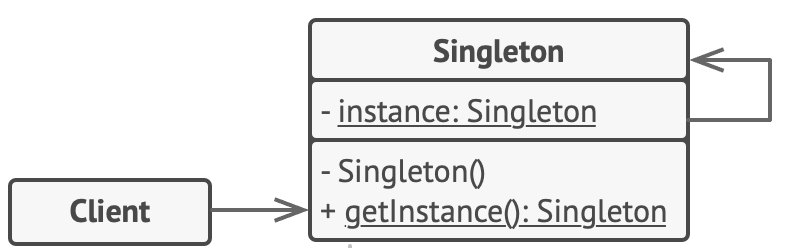 Singleton
- instance: Singleton
- Singleton()
+ getInstance(): Singleton
Client